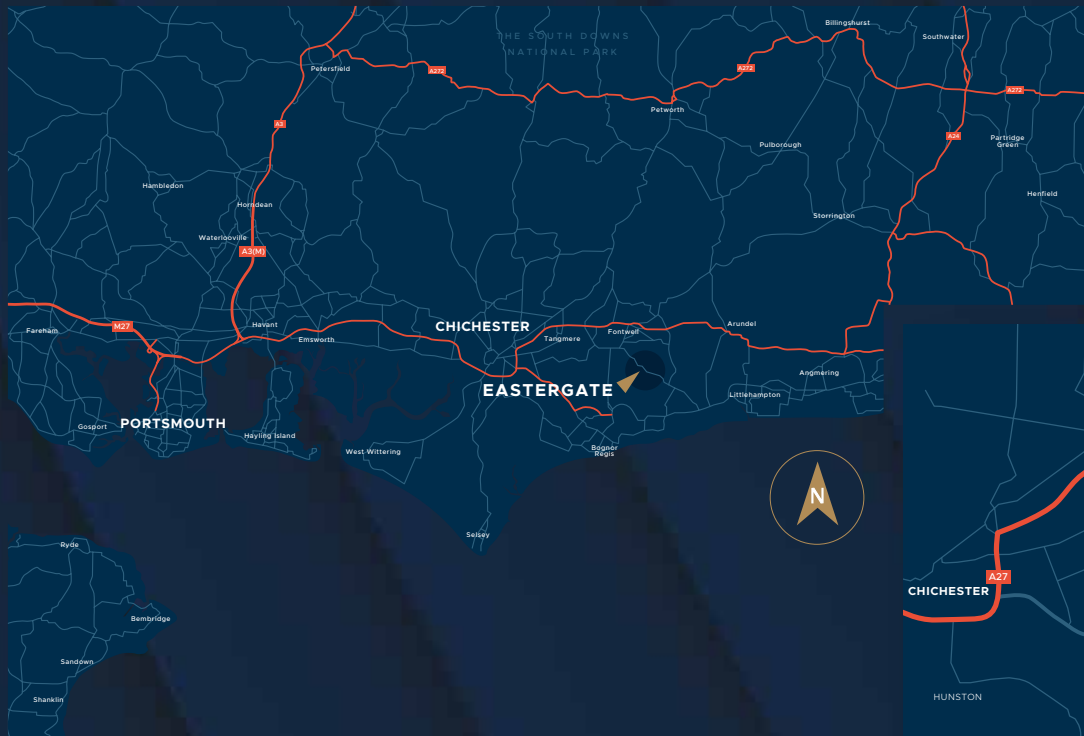 THE SOUTH DOWNS
NATIONAL PARK
Billingshurst
Southwater
Petersfield
A272
A272
A272
Petworth
A3
A24
Partridge
Green
Pulborough
Hambledon
Henfield
Horndean
Storrington
Waterlooville
A3(M)
M27
Fareham
Havant
Emsworth
CHICHESTER
Tangmere
Fontwell
Arundel
EASTERGATE
Angmering
Littlehampton
Gosport
PORTSMOUTH
Hayling Island
West Wittering
Bognor
Regis
N
Selsey
Ryde
A27
CHICHESTER
Bembridge
Sandown
Shanklin
HUNSTON